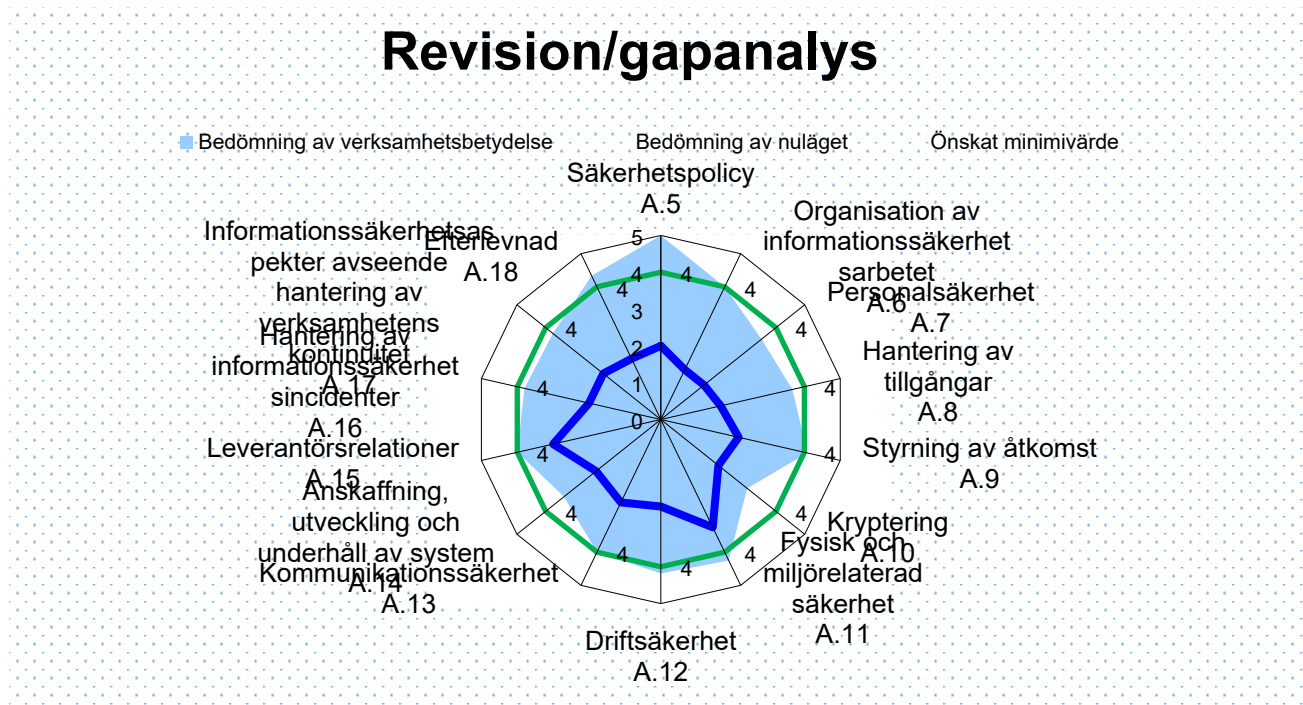 Revision/gapanalys
Bedömning av verksamhetsbetydelse
Bedömning av nuläget
Önskat minimivärde
Säkerhetspolicy
A.5
Organisation av
informationssäkerhet
sarbetet
A.6
Personalsäkerhet
A.7
Hantering av
tillgångar
A.8
Styrning av åtkomst
A.9
Kryptering
A.10
Fysisk och
miljörelaterad
säkerhet
A.11
Driftsäkerhet
A.12
Kommunikationssäkerhet
A.13
Anskaffning,
utveckling och
underhåll av system
A.14
Leverantörsrelationer
A.15
Hantering av
informationssäkerhet
sincidenter
A.16
Informationssäkerhetsas
pekter avseende
hantering av
verksamhetens
kontinuitet
A.17
Efterlevnad
A.18
5
4
3
2
1
0
4
4
4
4
4
4
4
4
4
4
4
4
4
4